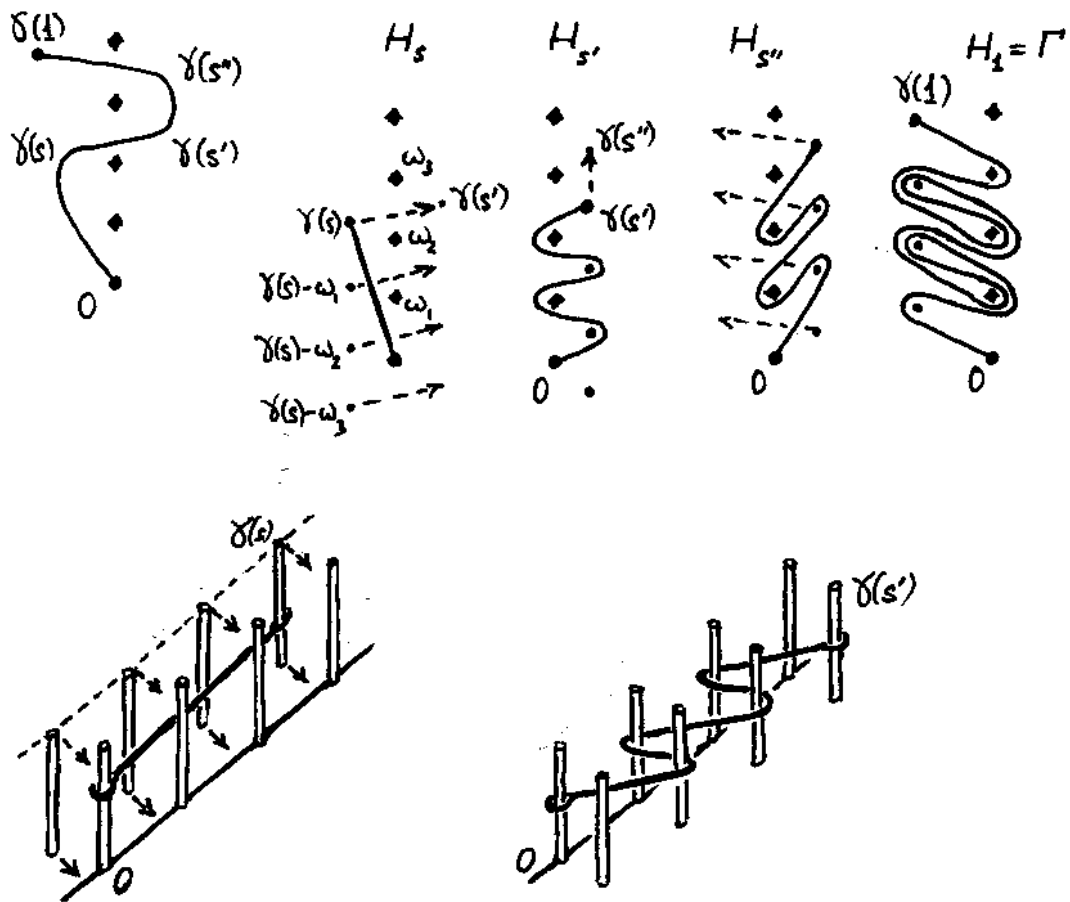 γ(1)
γ(s")
γ(s)
γ(s')
0
H_s
ω_3
γ(s')
γ(s)
ω_2
γ(s)-ω_1
ω_1
γ(s)-ω_2
γ(s)-ω_3
H_s'
γ(s")
γ(s')
0
H_s"
0
H_1 = Γ
γ(1)
0
γ(s)
0
γ(s')
0